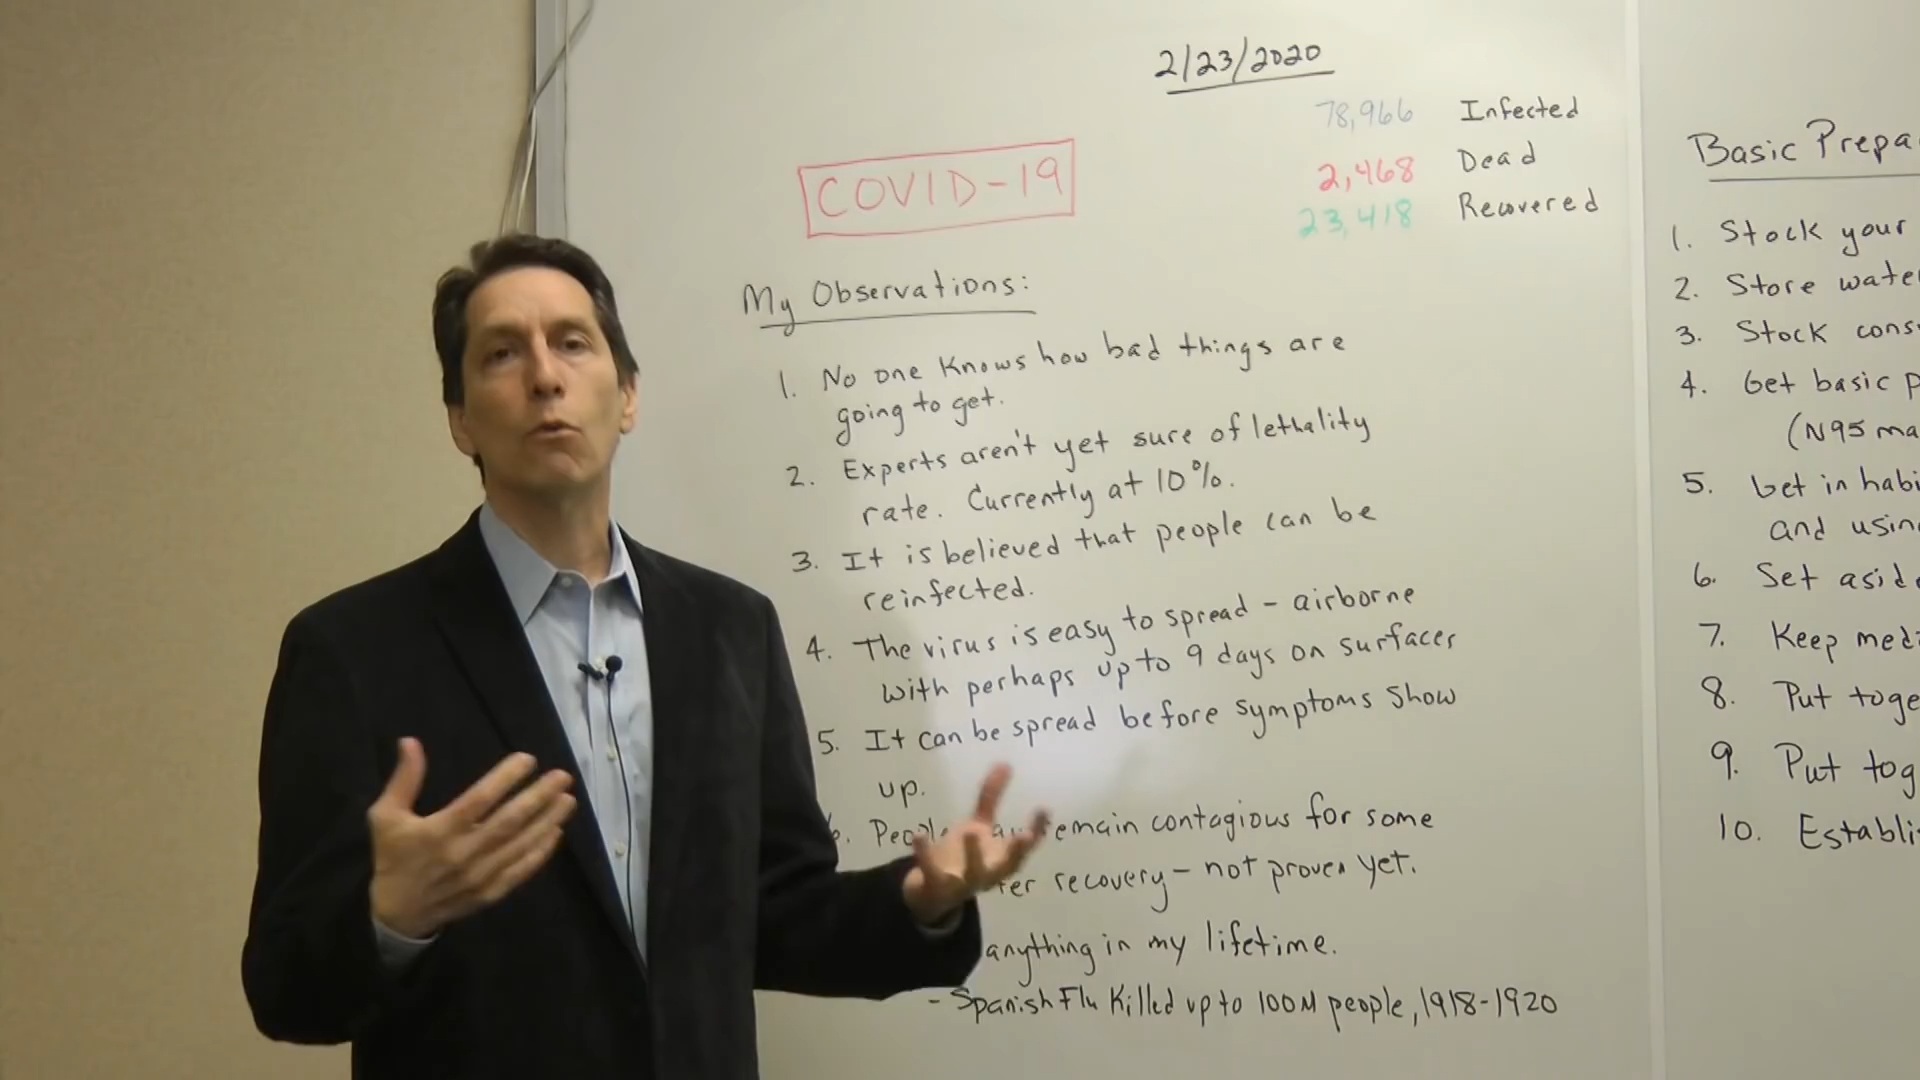 2/23/2020
78,966 Infected
2,468 Dead
23,418 Recovered
COVID-19
My Observations:
1. No one knows how bad things are
going to get.
2. Experts aren't yet sure of lethality
rate. Currently at 10%.
3. It is believed that people can be
reinfected.
4. The virus is easy to spread - airborne
with perhaps up to 9 days on surfaces
5. It can be spread before symptoms show
up.
6. People remain contagious for some
recovery - not proven yet.
anything in my lifetime.
- Spanish Flu Killed up to 100M people, 1918-1920
Basic Prepa
1. Stock your
2. Store water
3. Stock cons
4. Get basic p
(N95 ma
5. Get in habi
and using
6. Set aside
7. Keep med
8. Put toge
9. Put tog
10. Establi